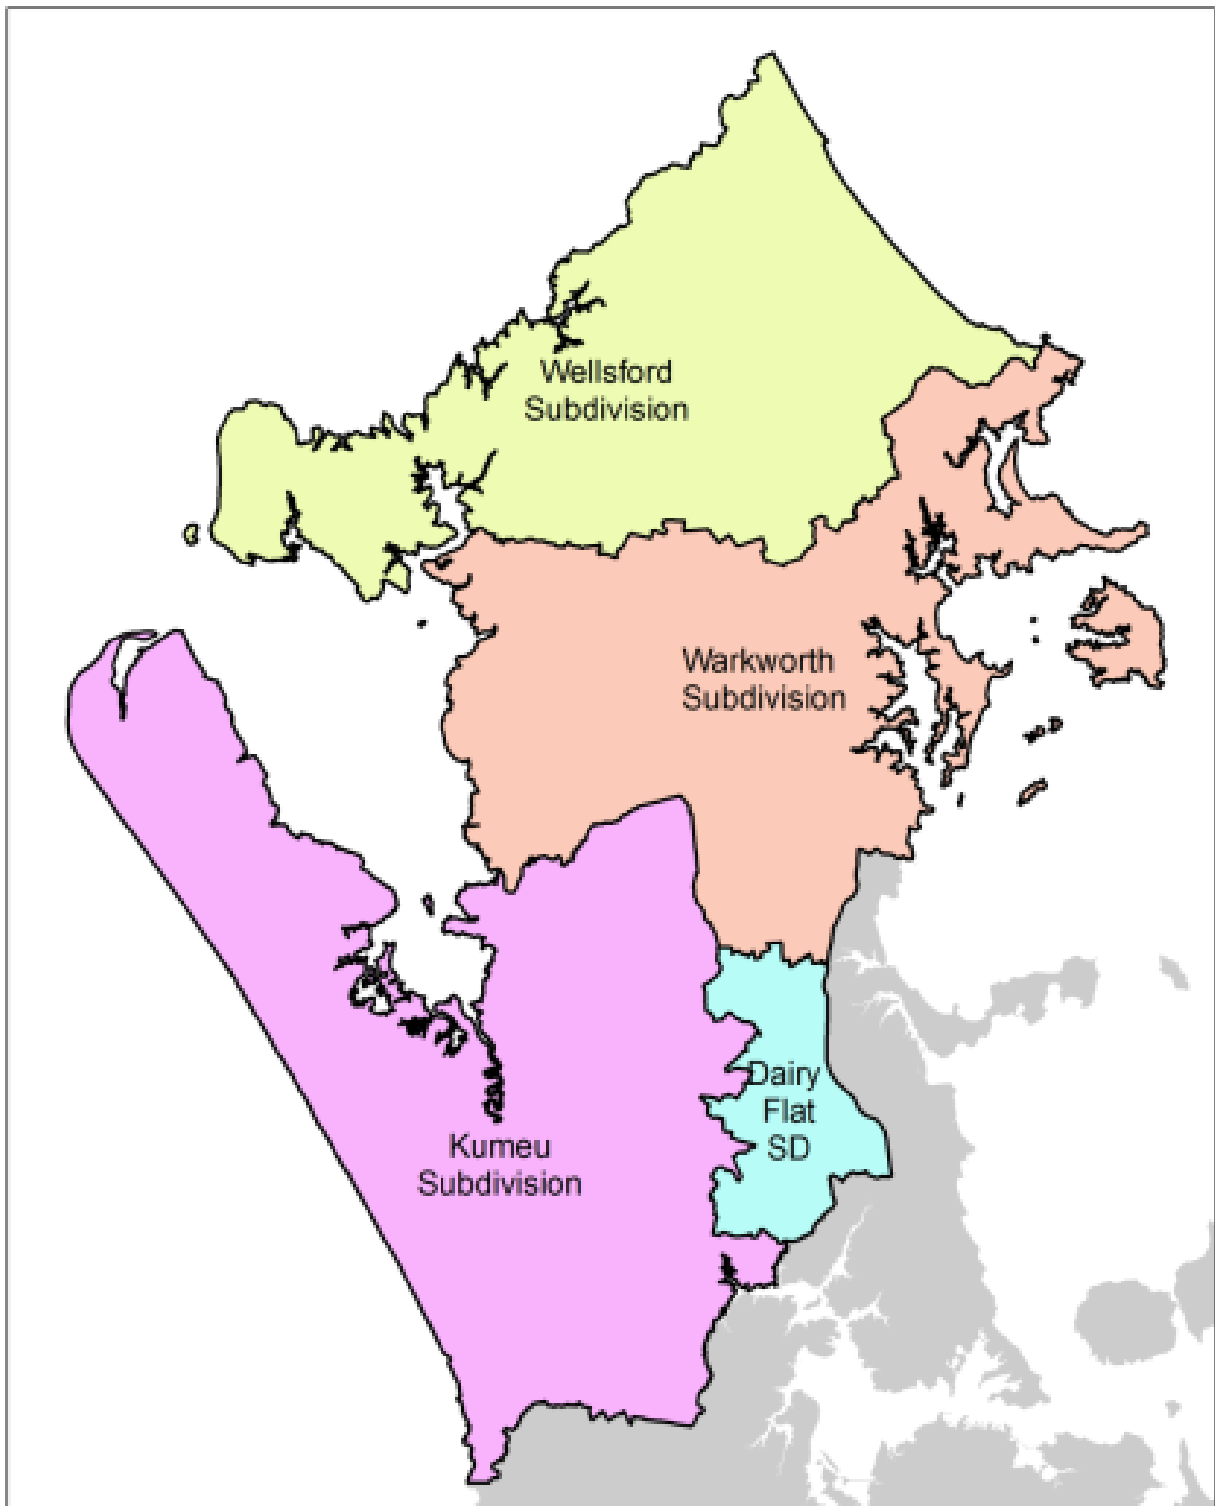 Wellsford
Subdivision
Warkworth
Subdivision
Dairy
Flat
SD
Kumeu
Subdivision